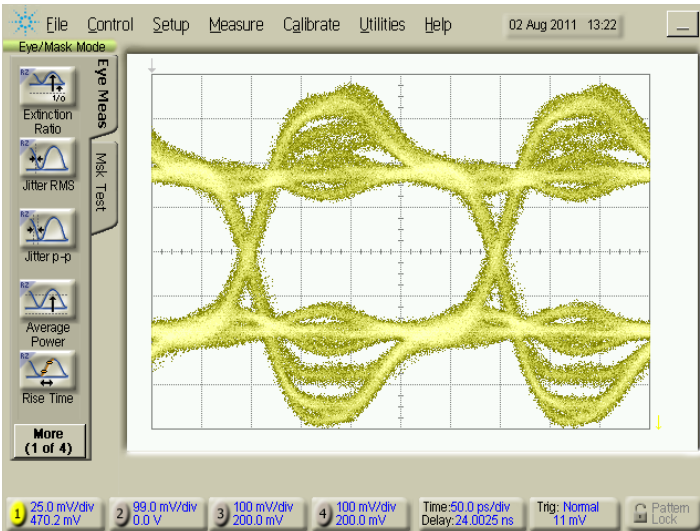 File Control Setup Measure Calibrate Utilities Help 02 Aug 2011 13:22
Eye/Mask Mode
Eye Meas
Msk Test
Extinction
Ratio
Jitter RMS
Jitter p-p
Average
Power
Rise Time
More
(1 of 4)
1 25.0 mV/div
470.2 mV
2 99.0 mV/div
0.0 V
3 100 mV/div
200.0 mV
4 100 mV/div
200.0 mV
Time:50.0 ps/div
Delay:24.0025 ns
Trig: Normal
11 mV
Pattern
Lock